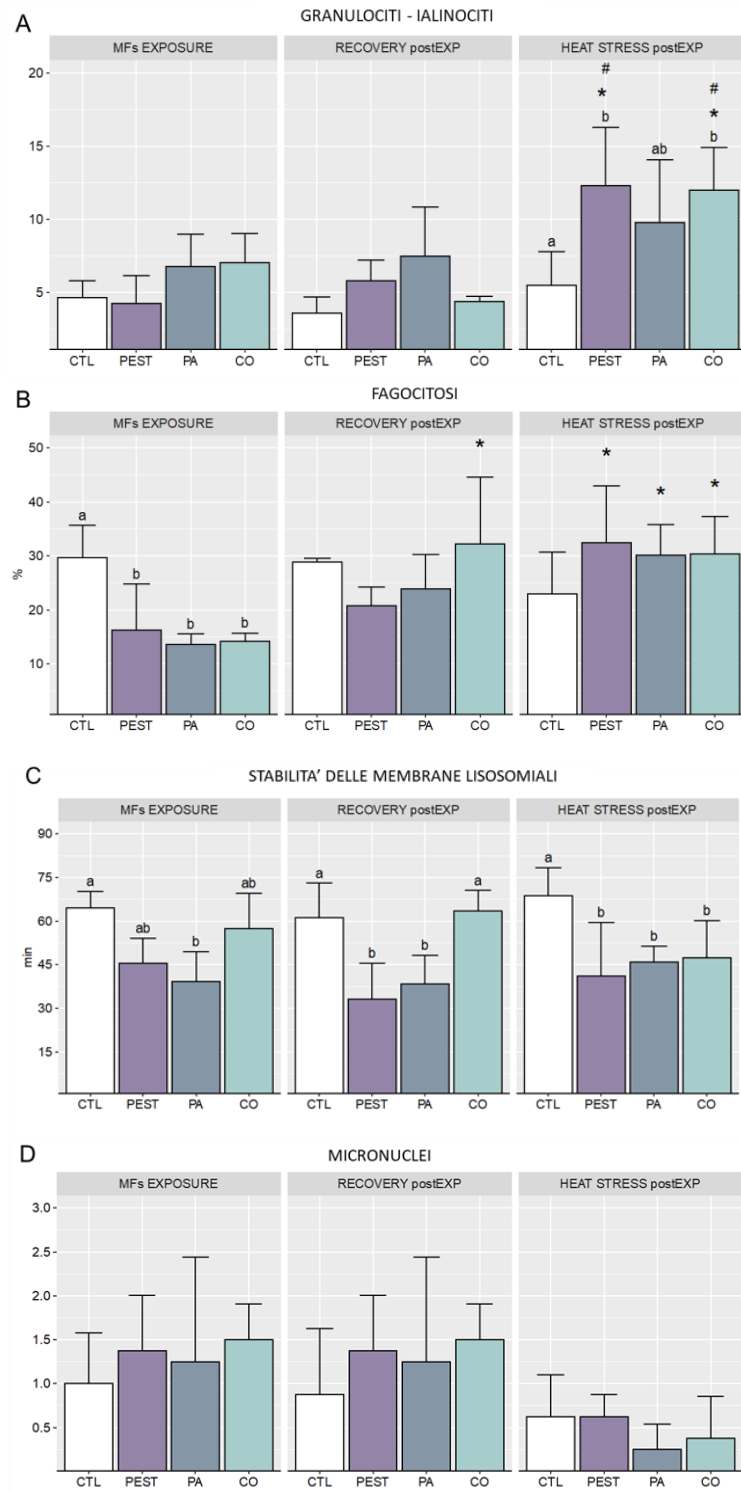 A
GRANULOCITI - IALINOCITI
MFs EXPOSURE RECOVERY postEXP HEAT STRESS postEXP
20
15
10
5
# #
* *
b ab b
a
CTL PEST PA CO CTL PEST PA CO CTL PEST PA CO
B
FAGOCITOSI
MFs EXPOSURE RECOVERY postEXP HEAT STRESS postEXP
50
40
30
20
10
%
a
b b b
*
* * *
CTL PEST PA CO CTL PEST PA CO CTL PEST PA CO
C
STABILITA’ DELLE MEMBRANE LISOSOMIALI
MFs EXPOSURE RECOVERY postEXP HEAT STRESS postEXP
90
75
60
45
30
15
min
a ab b ab
a b b a
a b b b
CTL PEST PA CO CTL PEST PA CO CTL PEST PA CO
D
MICRONUCLEI
MFs EXPOSURE RECOVERY postEXP HEAT STRESS postEXP
3.0
2.5
2.0
1.5
1.0
0.5
CTL PEST PA CO CTL PEST PA CO CTL PEST PA CO